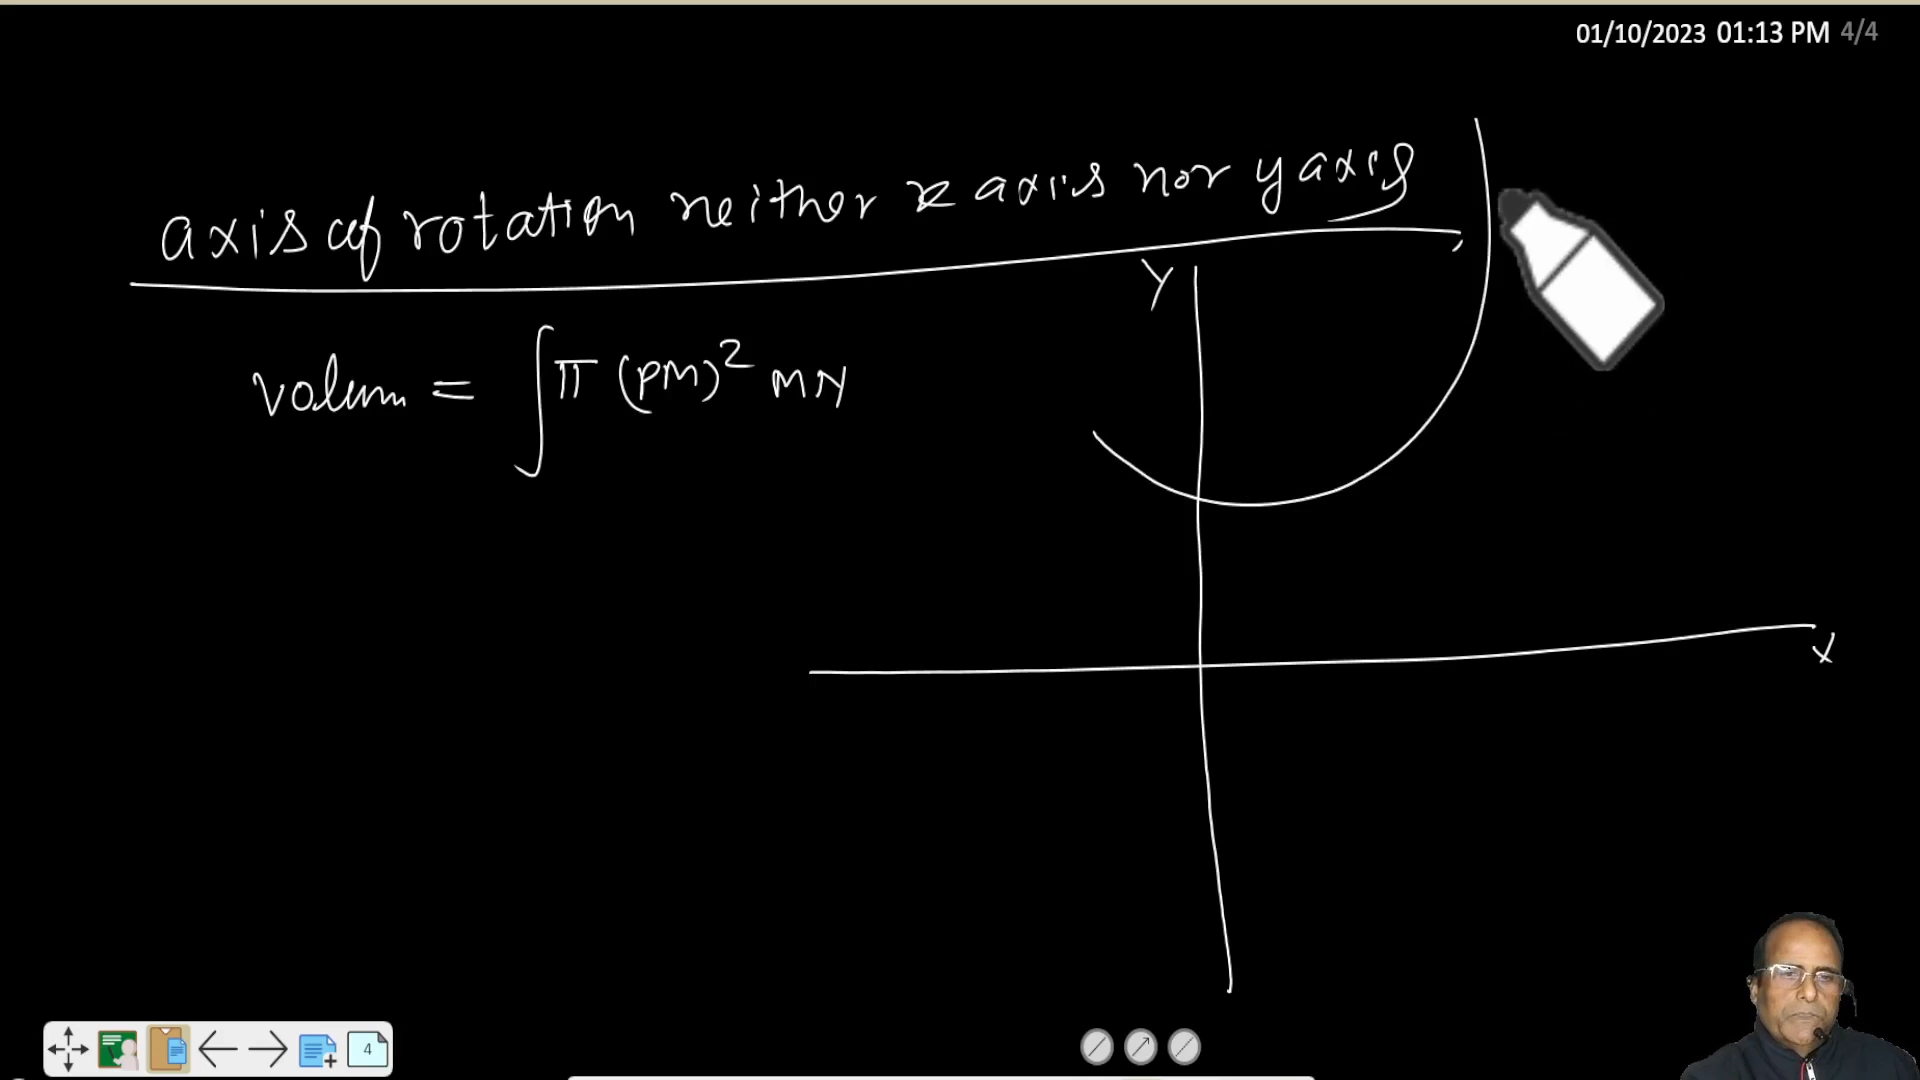 01/10/2023 01:13 PM 4/4
axis of rotation neither x axis nor y axis
Y
volum = ∫π (PM)² MN
X
4